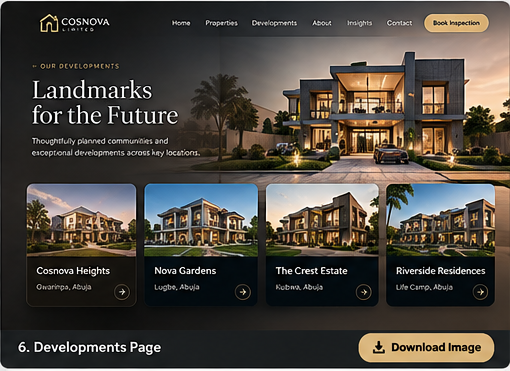 COSNOVA
LIMITED
Home Properties Developments About Insights Contact Book Inspection
OUR DEVELOPMENTS
Landmarks
for the Future
Thoughtfully planned communities and
exceptional developments across key locations.
Cosnova Heights
Gwarinpa, Abuja
Nova Gardens
Lugbe, Abuja
The Crest Estate
Kubwa, Abuja
Riverside Residences
Life Camp, Abuja
6. Developments Page
Download Image